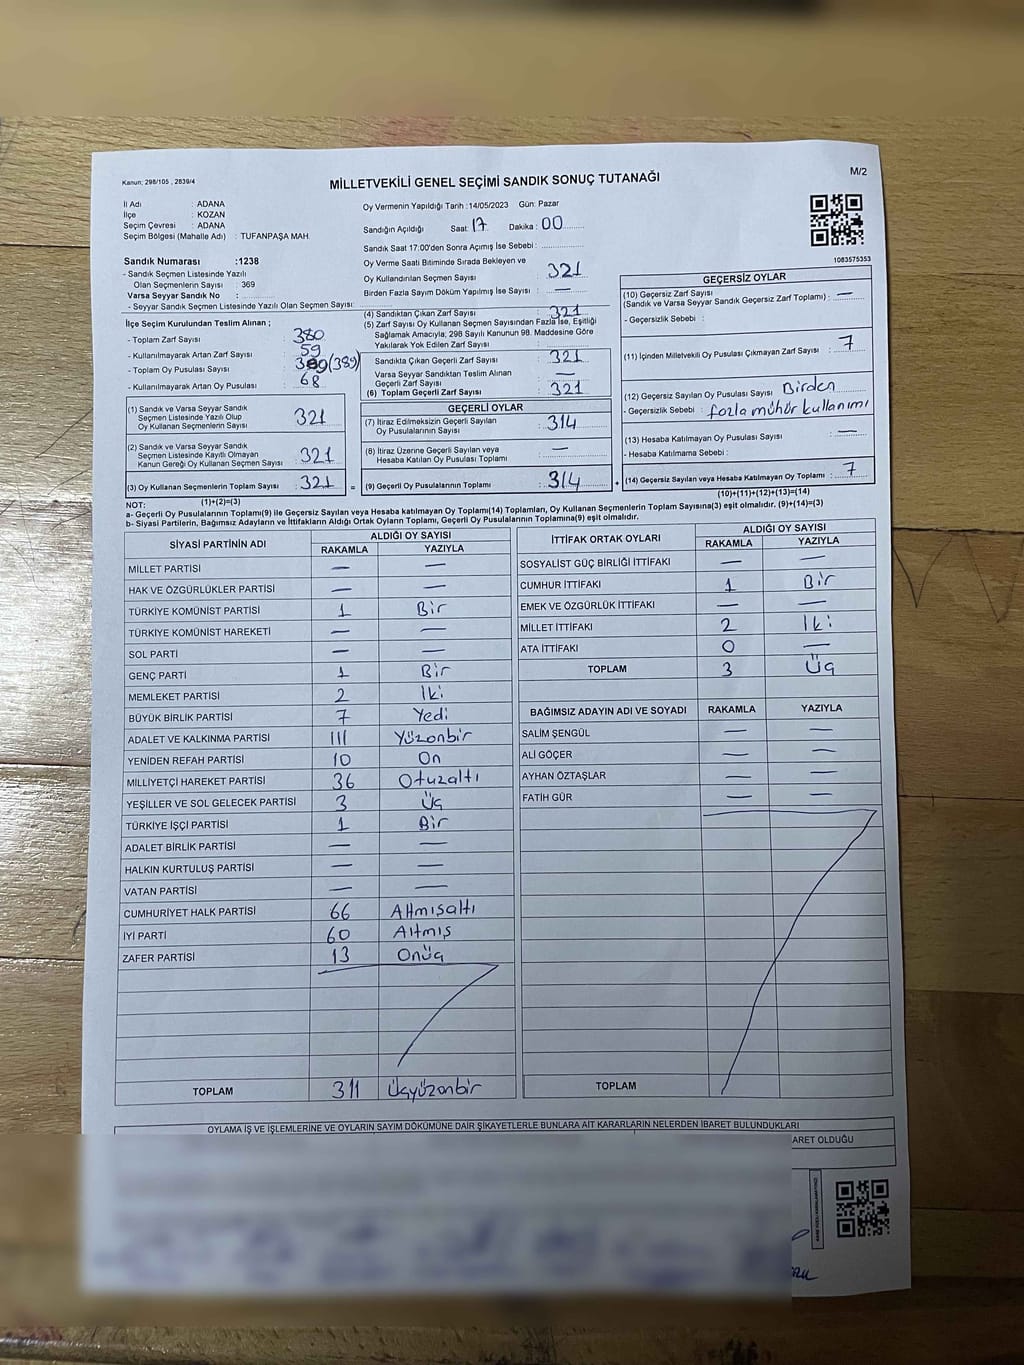 Kanun: 298/105 , 2839/4
MİLLETVEKİLİ GENEL SEÇİMİ SANDIK SONUÇ TUTANAĞI
M/2
İl Adı : ADANA
İlçe : KOZAN
Seçim Çevresi : ADANA
Seçim Bölgesi (Mahalle Adı) : TUFANPAŞA MAH.
Oy Vermenin Yapıldığı Tarih :14/05/2023 Gün: Pazar
Sandığın Açıldığı Saat: 17 Dakika : 00
Sandık Saat 17:00'den Sonra Açımış İse Sebebi :
1083575353
Sandık Numarası :1238
- Sandık Seçmen Listesinde Yazılı
Olan Seçmenlerin Sayısı : 369
Varsa Seyyar Sandık No :
- Seyyar Sandık Seçmen Listesinde Yazılı Olan Seçmen Sayısı:
Oy Verme Saati Bitiminde Sırada Bekleyen ve
Oy Kullandırılan Seçmen Sayısı : 321
Birden Fazla Sayım Döküm Yapılmış İse Sayısı : —
İlçe Seçim Kurulundan Teslim Alınan ;
- Toplam Zarf Sayısı : 380
- Kullanılmayarak Artan Zarf Sayısı : 59
- Toplam Oy Pusulası Sayısı : (389)
- Kullanılmayarak Artan Oy Pusulası : 68
(4) Sandıktan Çıkan Zarf Sayısı : 321
(5) Zarf Sayısı Oy Kullanan Seçmen Sayısından Fazla İse, Eşitliği
Sağlamak Amacıyla; 298 Sayılı Kanunun 98. Maddesine Göre
Yakılarak Yok Edilen Zarf Sayısı :
Sandıkta Çıkan Geçerli Zarf Sayısı : 321
Varsa Seyyar Sandıktan Teslim Alınan
Geçerli Zarf Sayısı : —
(6) Toplam Geçerli Zarf Sayısı : 321
GEÇERSİZ OYLAR
(10) Geçersiz Zarf Sayısı
(Sandık ve Varsa Seyyar Sandık Geçersiz Zarf Toplamı) : —
- Geçersizlik Sebebi :
(11) İçinden Milletvekili Oy Pusulası Çıkmayan Zarf Sayısı : 7
(12) Geçersiz Sayılan Oy Pusulası Sayısı : Birden
- Geçersizlik Sebebi : fazla mühür kullanımı
(13) Hesaba Katılmayan Oy Pusulası Sayısı : —
- Hesaba Katılmama Sebebi :
(14) Geçersiz Sayılan veya Hesaba Katılmayan Oy Toplamı : 7
(10)+(11)+(12)+(13)=(14)
(1) Sandık ve Varsa Seyyar Sandık
Seçmen Listesinde Yazılı Olup
Oy Kullanan Seçmenlerin Sayısı : 321
(2) Sandık ve Varsa Seyyar Sandık
Seçmen Listesinde Kayıtlı Olmayan
Kanun Gereği Oy Kullanan Seçmen Sayısı : 321
(3) Oy Kullanan Seçmenlerin Toplam Sayısı : 321 =
(1)+(2)=(3)
GEÇERLİ OYLAR
(7) İtiraz Edilmeksizin Geçerli Sayılan
Oy Pusulalarının Sayısı : 314
(8) İtiraz Üzerine Geçerli Sayılan veya
Hesaba Katılan Oy Pusulası Toplamı : —
(9) Geçerli Oy Pusulalarının Toplamı : 314 +
NOT:
a- Geçerli Oy Pusulalarının Toplamı(9) ile Geçersiz Sayılan veya Hesaba katılmayan Oy Toplamı(14) Toplamları, Oy Kullanan Seçmenlerin Toplam Sayısına(3) eşit olmalıdır. (9)+(14)=(3)
b- Siyasi Partilerin, Bağımsız Adayların ve İttifakların Aldığı Ortak Oyların Toplamı, Geçerli Oy Pusulalarının Toplamına(9) eşit olmalıdır.
SİYASİ PARTİNİN ADI ALDIĞI OY SAYISI
RAKAMLA YAZIYLA
MİLLET PARTİSİ — —
HAK VE ÖZGÜRLÜKLER PARTİSİ — —
TÜRKİYE KOMÜNİST PARTİSİ 1 Bir
TÜRKİYE KOMÜNİST HAREKETİ — —
SOL PARTİ — —
GENÇ PARTİ 1 Bir
MEMLEKET PARTİSİ 2 İki
BÜYÜK BİRLİK PARTİSİ 7 Yedi
ADALET VE KALKINMA PARTİSİ 111 Yüzonbir
YENİDEN REFAH PARTİSİ 10 On
MİLLİYETÇİ HAREKET PARTİSİ 36 Otuzaltı
YEŞİLLER VE SOL GELECEK PARTİSİ 3 Üç
TÜRKİYE İŞÇİ PARTİSİ 1 Bir
ADALET BİRLİK PARTİSİ — —
HALKIN KURTULUŞ PARTİSİ — —
VATAN PARTİSİ — —
CUMHURİYET HALK PARTİSİ 66 Altmışaltı
İYİ PARTİ 60 Altmış
ZAFER PARTİSİ 13 Onüç
TOPLAM 311 Üçyüzonbir
İTTİFAK ORTAK OYLARI ALDIĞI OY SAYISI
RAKAMLA YAZIYLA
SOSYALİST GÜÇ BİRLİĞİ İTTİFAKI — —
CUMHUR İTTİFAKI 1 Bir
EMEK VE ÖZGÜRLÜK İTTİFAKI — —
MİLLET İTTİFAKI 2 İki
ATA İTTİFAKI 0 —
TOPLAM 3 Üç
BAĞIMSIZ ADAYIN ADI VE SOYADI RAKAMLA YAZIYLA
SALİM ŞENGÜL — —
ALİ GÖÇER — —
AYHAN ÖZTAŞLAR — —
FATİH GÜR — —
TOPLAM
OYLAMA İŞ VE İŞLEMLERİNE VE OYLARIN SAYIM DÖKÜMÜNE DAİR ŞİKAYETLERLE BUNLARA AİT KARARLARIN NELERDEN İBARET BULUNDUKLARI
ARET OLDUĞU